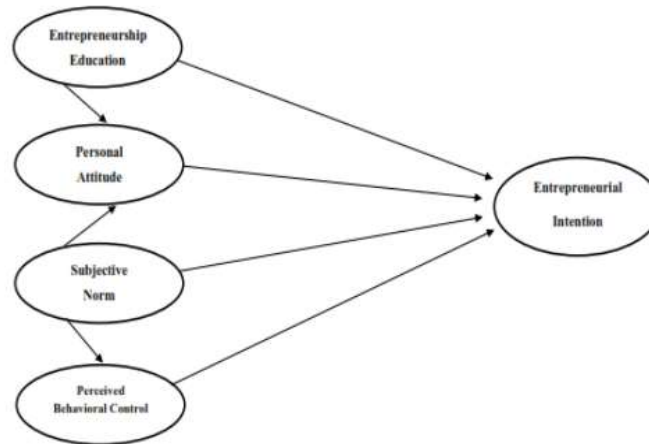 Entrepreneurship
Education
Personal
Attitude
Entrepreneurial
Intention
Subjective
Norm
Perceived
Behavioral Control